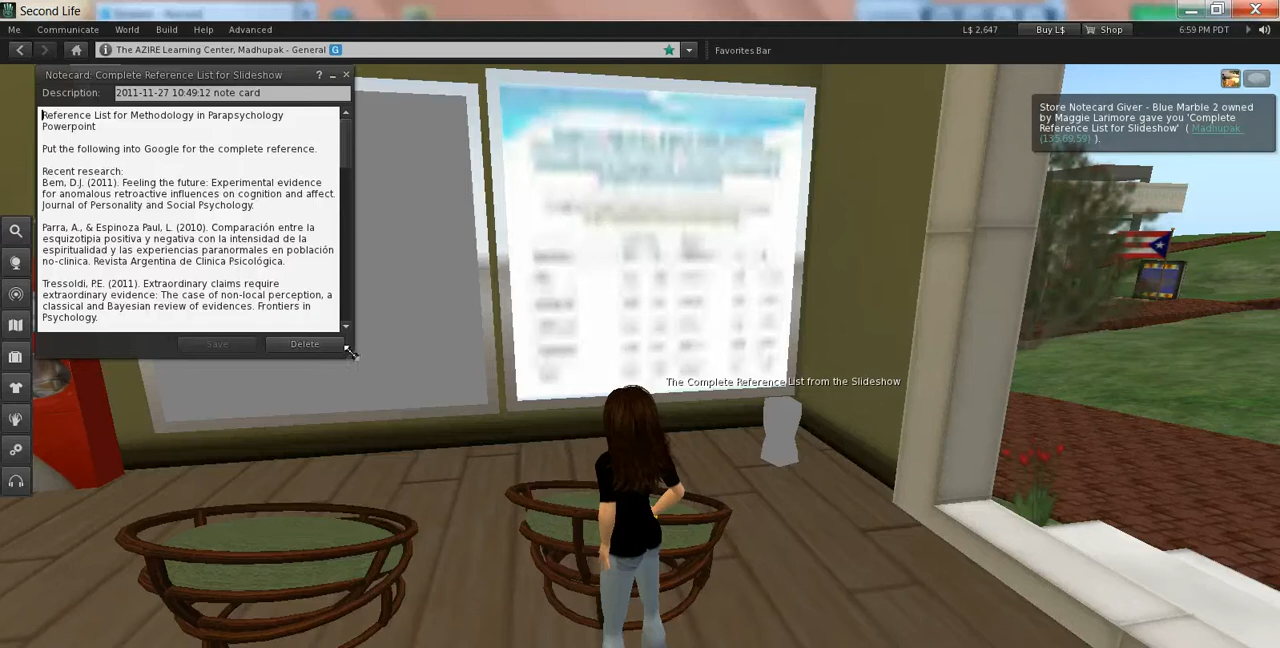 Second Life
Me Communicate World Build Help Advanced
L$ 2,647 Buy L$ Shop 6:59 PM PDT
The AZIRE Learning Center, Madhupak - General G
Favorites Bar
Notecard: Complete Reference List for Slideshow ?
Description: 2011-11-27 10:49:12 note card
Reference List for Methodology in Parapsychology
Powerpoint
Put the following into Google for the complete reference.
Recent research:
Bem, D.J. (2011). Feeling the future: Experimental evidence
for anomalous retroactive influences on cognition and affect.
Journal of Personality and Social Psychology.
Parra, A., & Espinoza Paul, L. (2010). Comparación entre la
esquizotipia positiva y negativa con la intensidad de la
espiritualidad y las experiencias paranormales en población
no-clinica. Revista Argentina de Clinica Psicológica.
Tressoldi, P.E. (2011). Extraordinary claims require
extraordinary evidence: The case of non-local perception, a
classical and Bayesian review of evidences. Frontiers in
Psychology.
Save Delete
Store Notecard Giver - Blue Marble 2 owned
by Maggie Larimore gave you 'Complete
Reference List for Slideshow' ( Madhupak
(135,69,59) ).
The Complete Reference List from the Slideshow